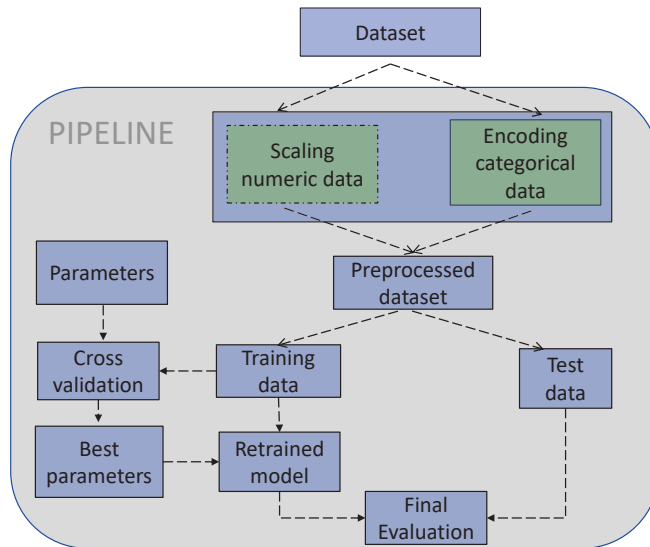 Dataset
PIPELINE
Scaling
numeric data
Encoding
categorical
data
Preprocessed
dataset
Parameters
Cross
validation
Training
data
Test
data
Best
parameters
Retrained
model
Final
Evaluation